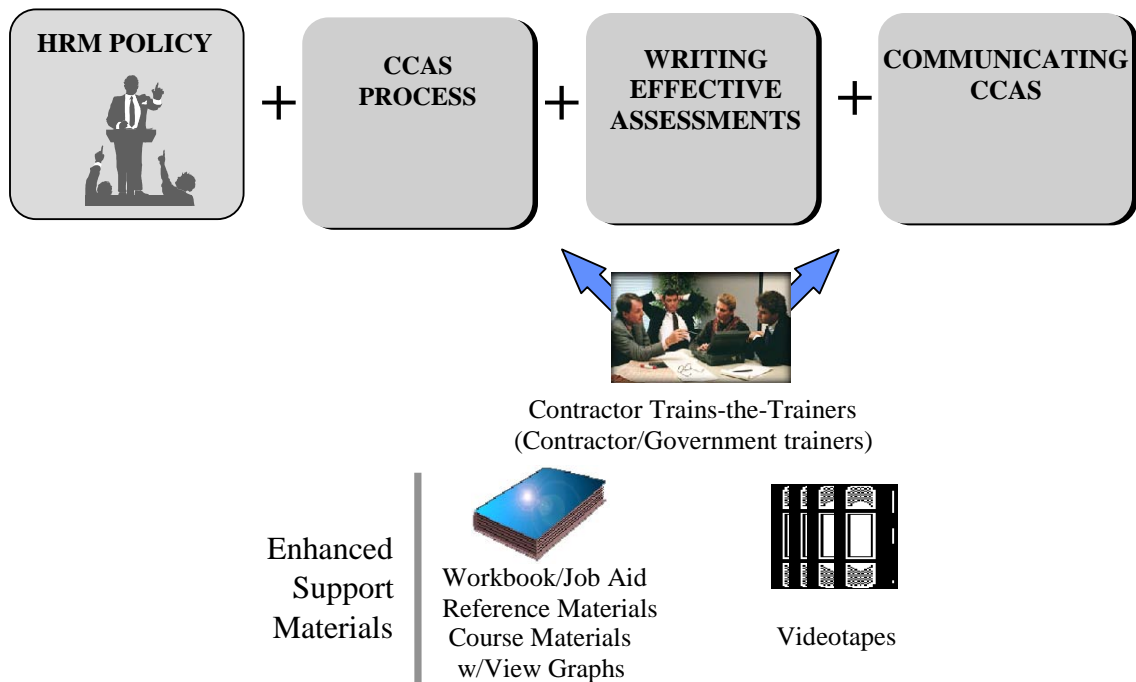 HRM POLICY
+
CCAS
PROCESS
+
WRITING
EFFECTIVE
ASSESSMENTS
+
COMMUNICATING
CCAS
Contractor Trains-the-Trainers
(Contractor/Government trainers)
Enhanced
Support
Materials
Workbook/Job Aid
Reference Materials
Course Materials
w/View Graphs
Videotapes